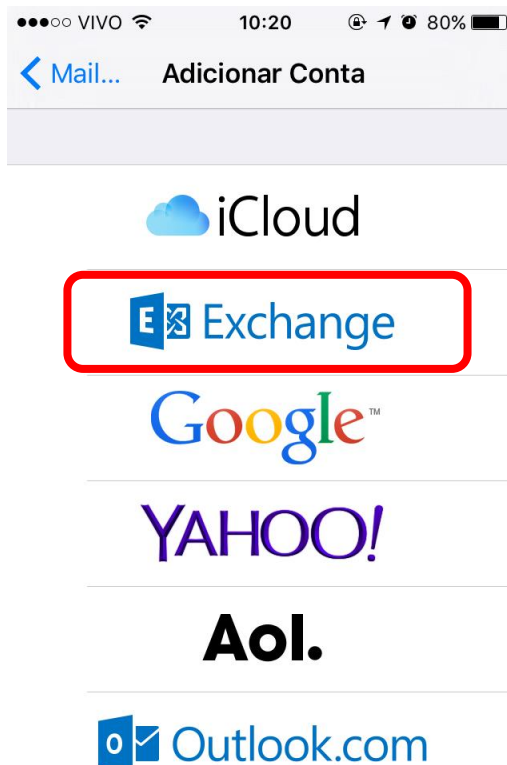 VIVO 10:20 80%
Mail... Adicionar Conta
iCloud
E Exchange
Google™
YAHOO!
Aol.
o Outlook.com